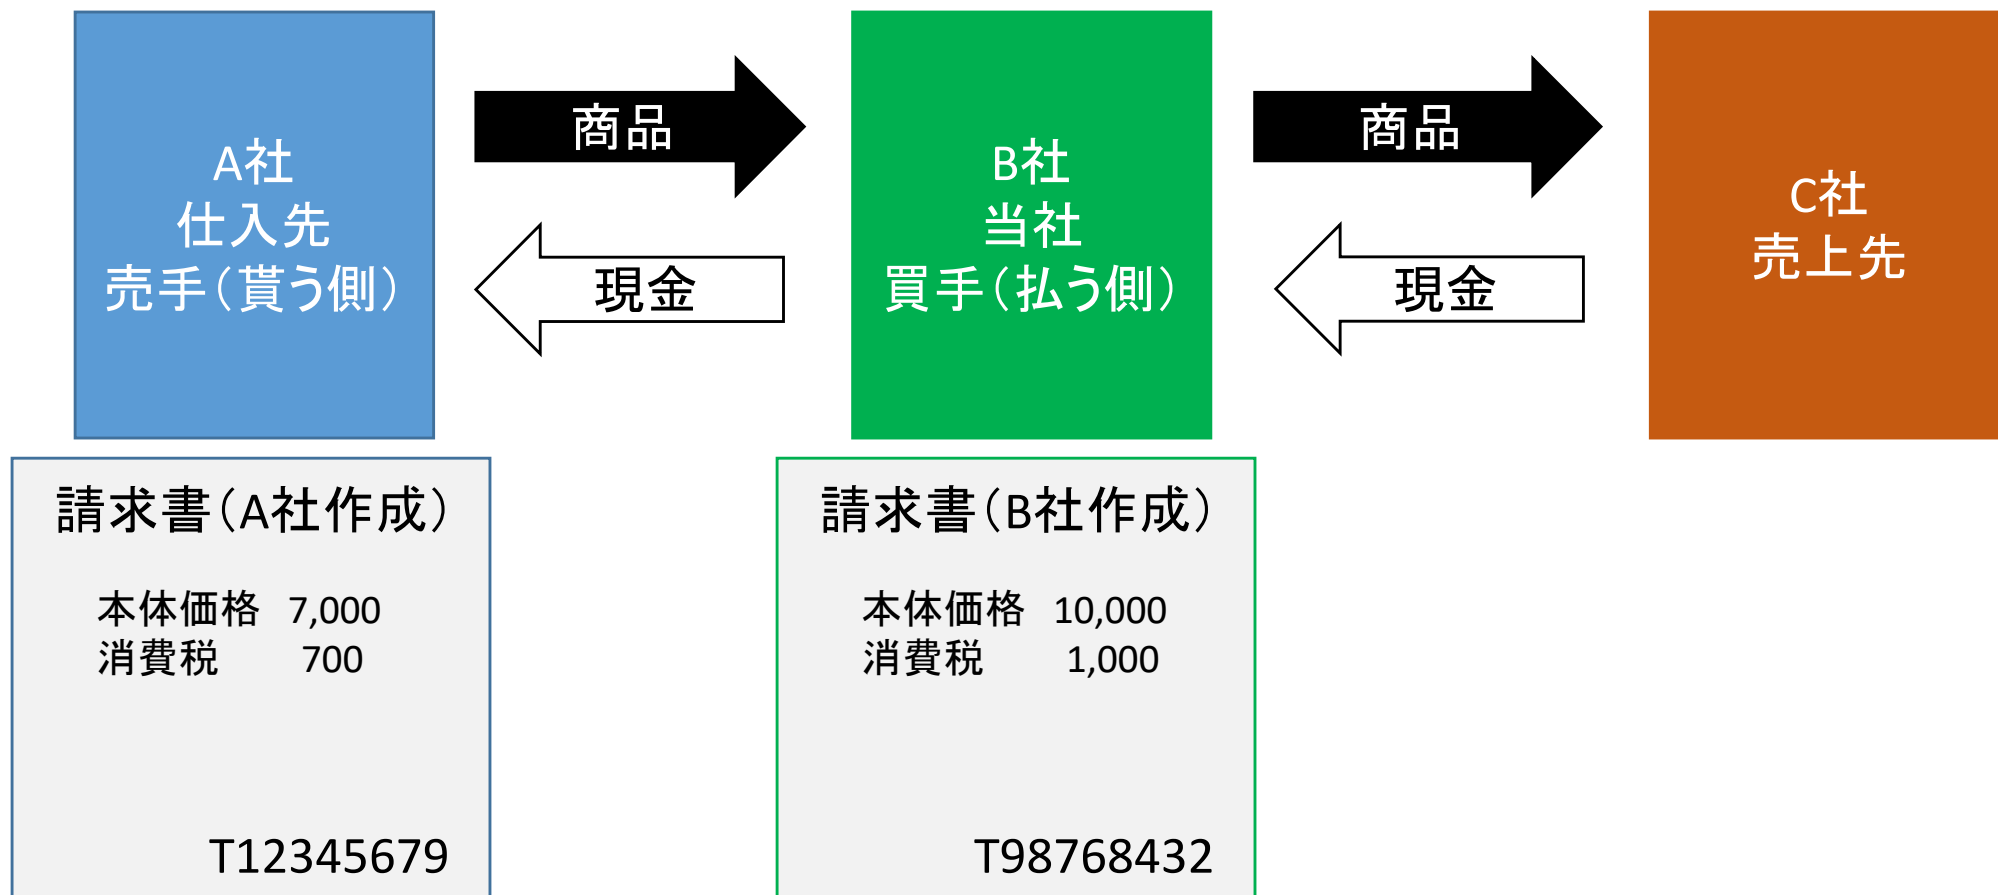 A社
仕入先
売手（貰う側）
商品
現金
B社
当社
買手（払う側）
商品
現金
C社
売上先
請求書（A社作成）
本体価格 7,000
消費税 700
T12345679
請求書（B社作成）
本体価格 10,000
消費税 1,000
T98768432